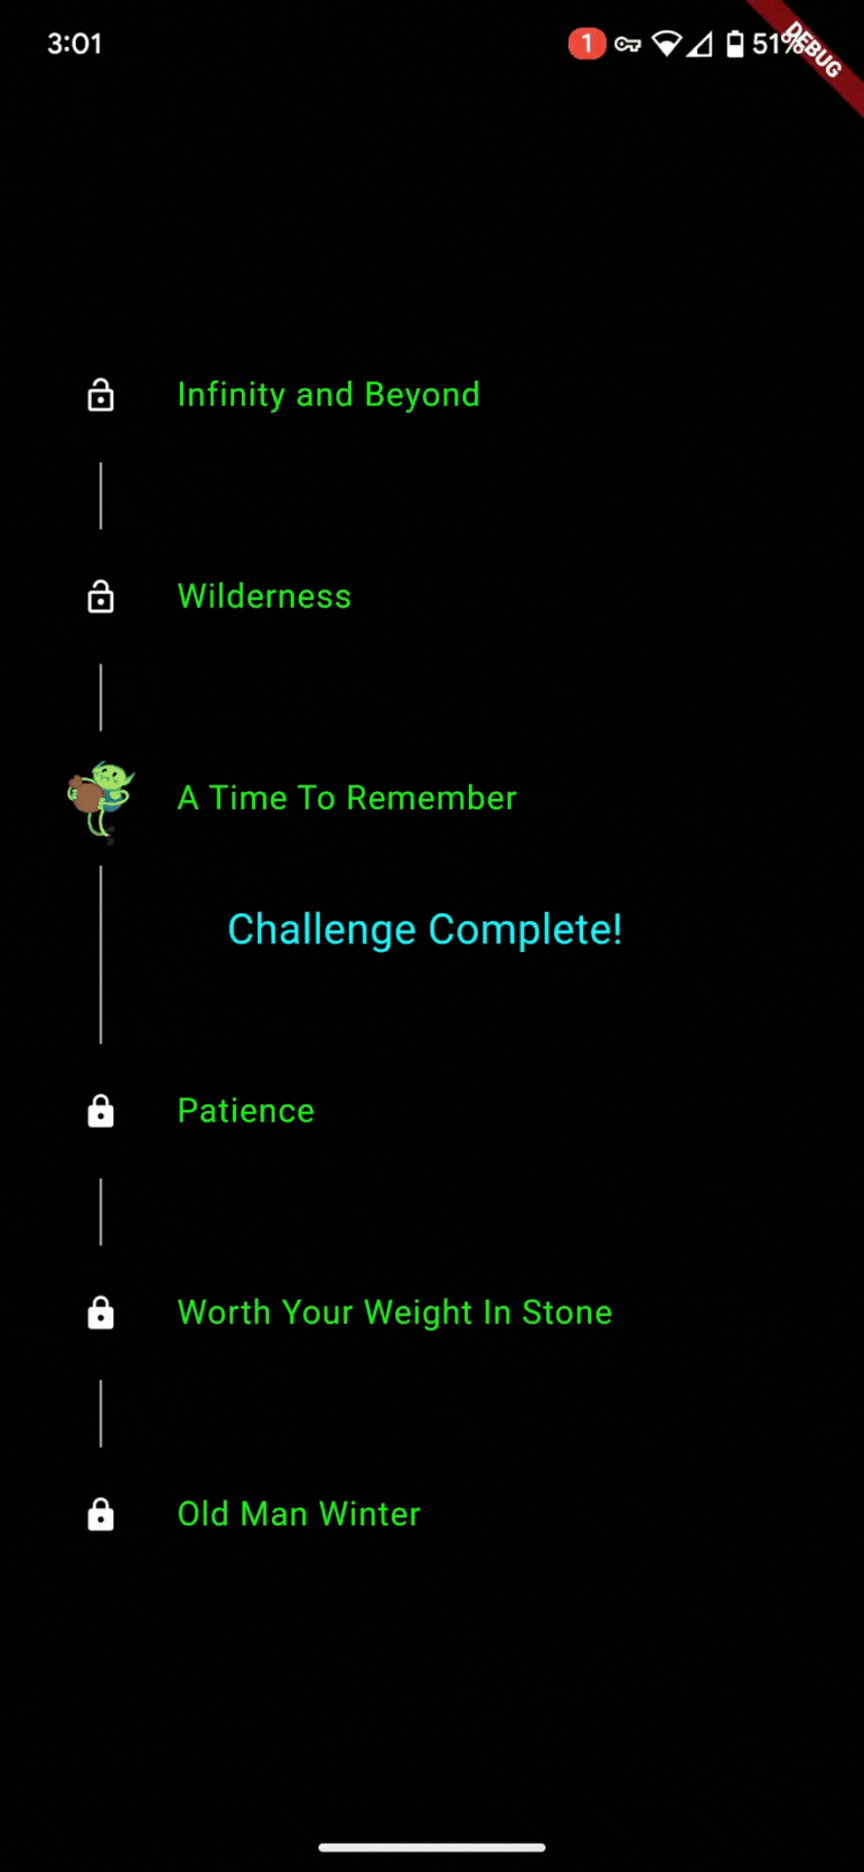 3:01
1
51%
DEBUG
Infinity and Beyond
Wilderness
A Time To Remember
Challenge Complete!
Patience
Worth Your Weight In Stone
Old Man Winter